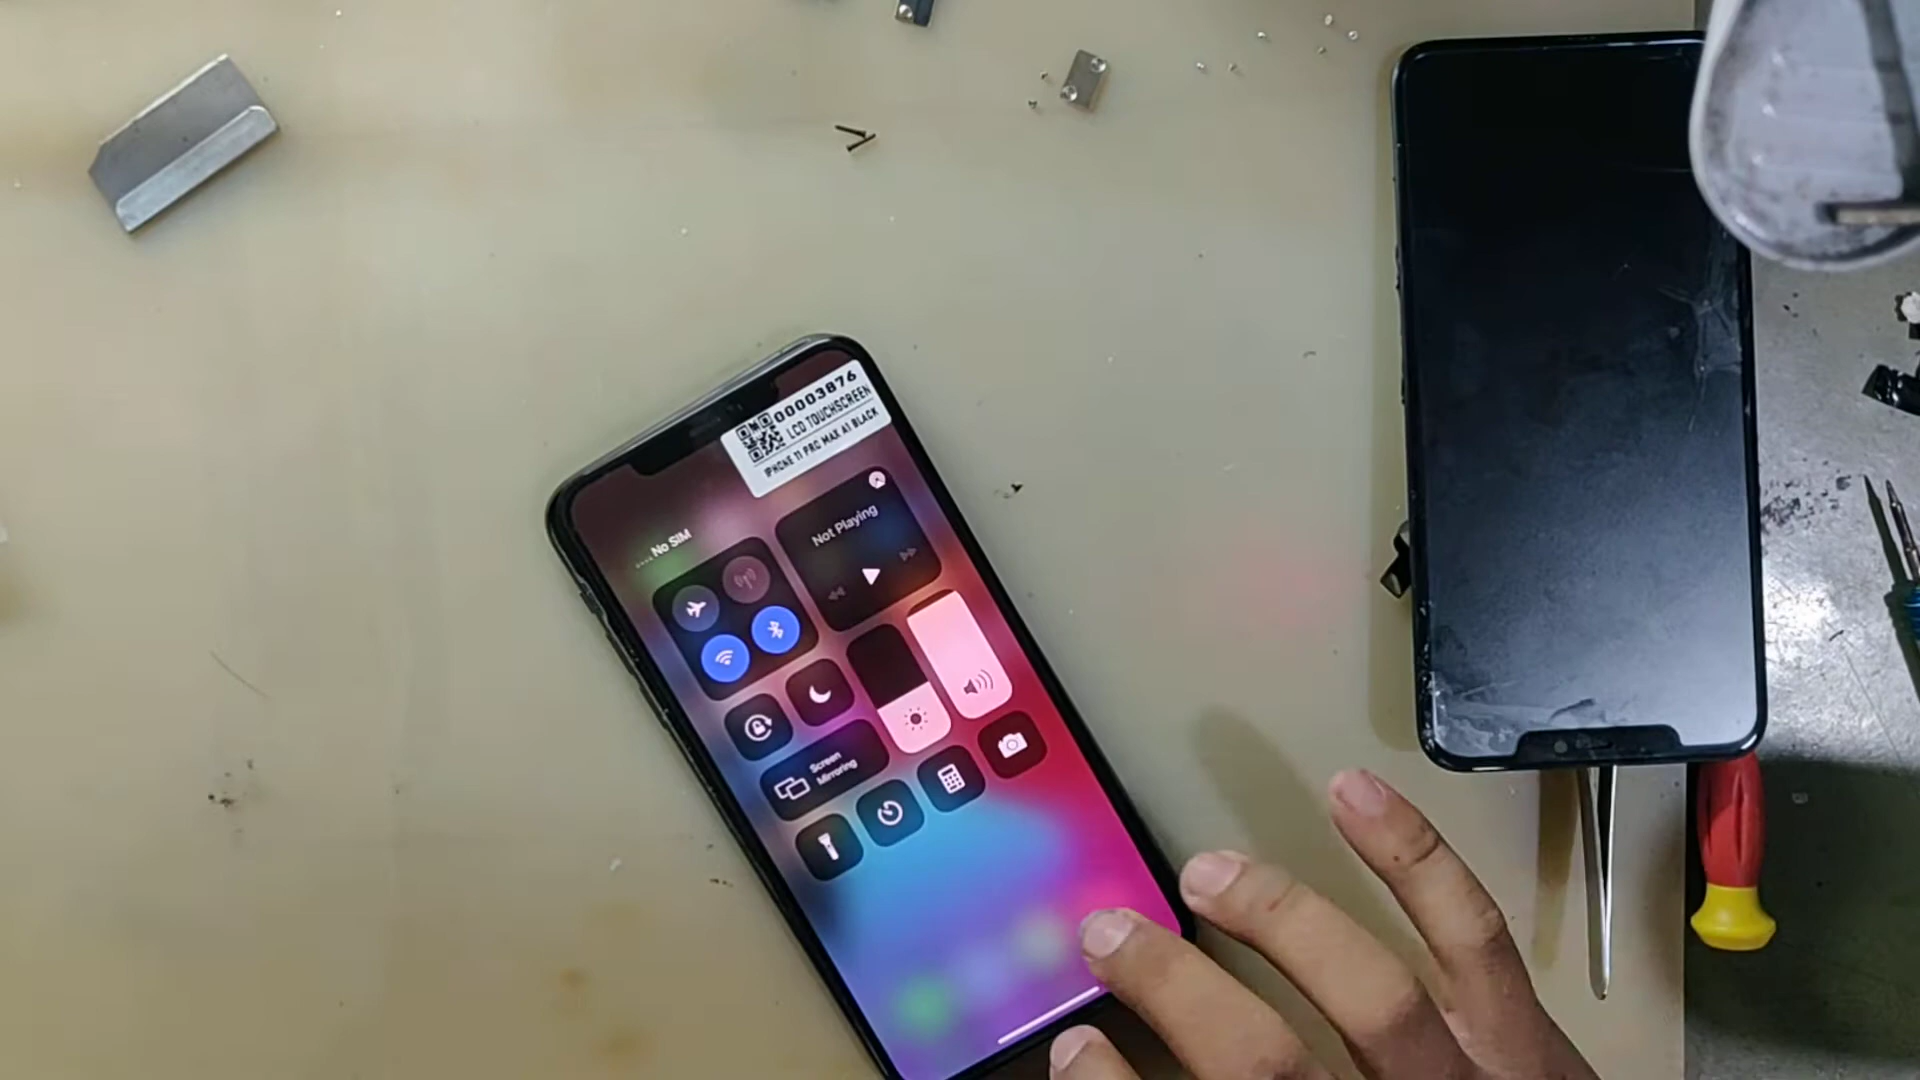 00003876
LCD TOUCHSCREEN
IPHONE 11 PRO MAX A1 BLACK
No SIM
Not Playing
Screen
Mirroring